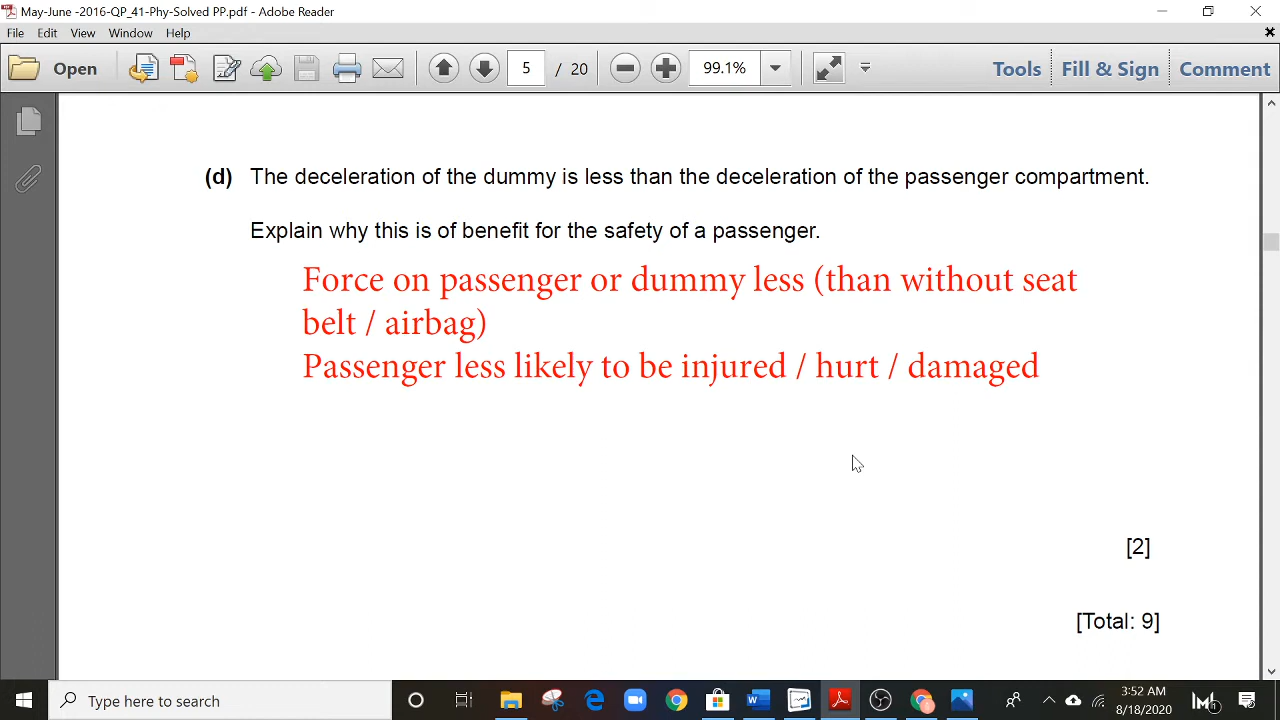 May-June -2016-QP_41-Phy-Solved PP.pdf - Adobe Reader
File Edit View Window Help
Open 5 / 20 99.1% Tools Fill & Sign Comment
(d) The deceleration of the dummy is less than the deceleration of the passenger compartment.
Explain why this is of benefit for the safety of a passenger.
Force on passenger or dummy less (than without seat
belt / airbag)
Passenger less likely to be injured / hurt / damaged
[2]
[Total: 9]
Type here to search
3:52 AM
8/18/2020